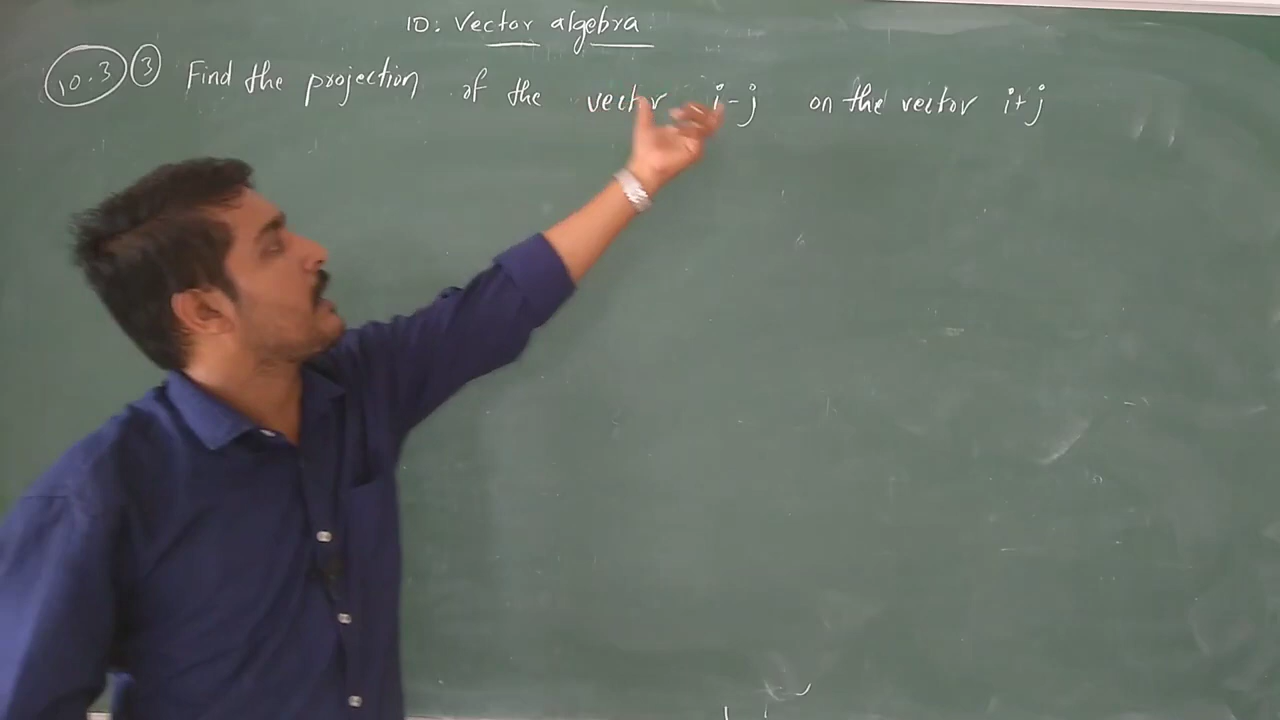 10: Vector algebra
10.3 3 Find the projection of the vector i-j on the vector i+j